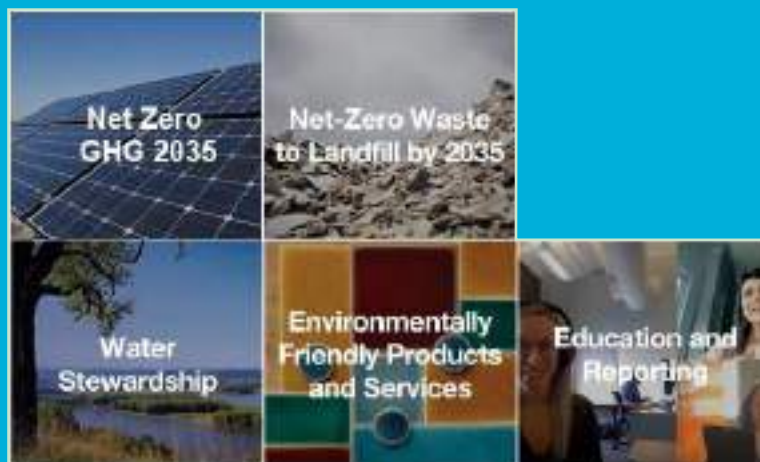 Net Zero
GHG 2035
Net-Zero Waste
to Landfill by 2035
Water
Stewardship
Environmentally
Friendly Products
and Services
Education and
Reporting